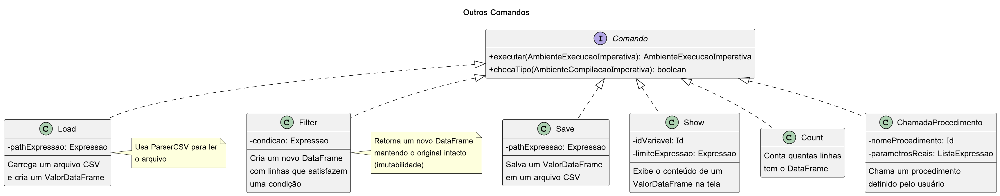 Outros Comandos
I Comando
+executar(AmbienteExecucaoImperativa): AmbienteExecucaoImperativa
+checaTipo(AmbienteCompilacaoImperativa): boolean
C Load
-pathExpressao: Expressao
Carrega um arquivo CSV
e cria um ValorDataFrame
Usa ParserCSV para ler
o arquivo
C Filter
-condicao: Expressao
Cria um novo DataFrame
com linhas que satisfazem
uma condição
Retorna um novo DataFrame
mantendo o original intacto
(imutabilidade)
C Save
-pathExpressao: Expressao
Salva um ValorDataFrame
em um arquivo CSV
C Show
-idVariavel: Id
-limiteExpressao: Expressao
Exibe o conteúdo de um
ValorDataFrame na tela
C Count
Conta quantas linhas
tem o DataFrame
C ChamadaProcedimento
-nomeProcedimento: Id
-parametrosReais: ListaExpressao
Chama um procedimento
definido pelo usuário